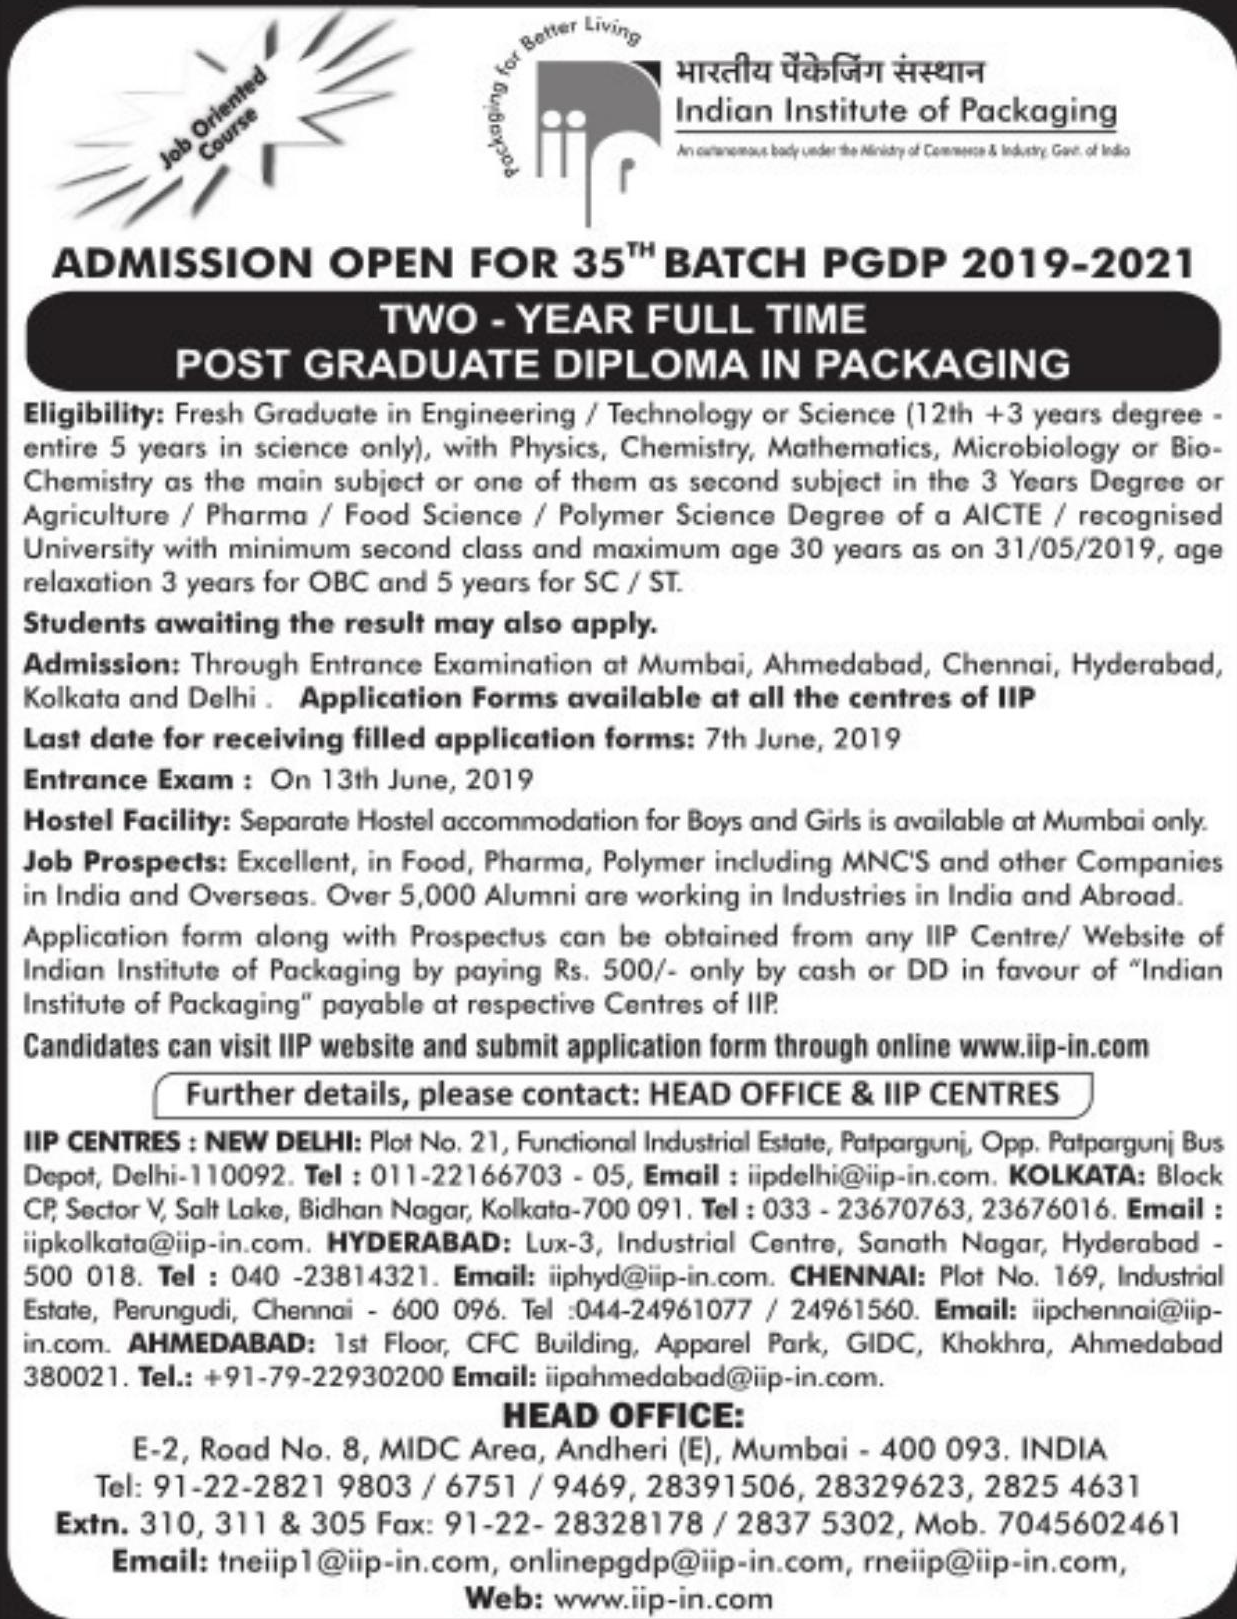 Job Oriented
Course
Packaging for Better Living
iip
भारतीय पैकेजिंग संस्थान
Indian Institute of Packaging
An autonomous body under the Ministry of Commerce & Industry, Govt. of India
ADMISSION OPEN FOR 35TH BATCH PGDP 2019-2021
TWO - YEAR FULL TIME
POST GRADUATE DIPLOMA IN PACKAGING
Eligibility: Fresh Graduate in Engineering / Technology or Science (12th +3 years degree -
entire 5 years in science only), with Physics, Chemistry, Mathematics, Microbiology or Bio-
Chemistry as the main subject or one of them as second subject in the 3 Years Degree or
Agriculture / Pharma / Food Science / Polymer Science Degree of a AICTE / recognised
University with minimum second class and maximum age 30 years as on 31/05/2019, age
relaxation 3 years for OBC and 5 years for SC / ST.
Students awaiting the result may also apply.
Admission: Through Entrance Examination at Mumbai, Ahmedabad, Chennai, Hyderabad,
Kolkata and Delhi . Application Forms available at all the centres of IIP
Last date for receiving filled application forms: 7th June, 2019
Entrance Exam : On 13th June, 2019
Hostel Facility: Separate Hostel accommodation for Boys and Girls is available at Mumbai only.
Job Prospects: Excellent, in Food, Pharma, Polymer including MNC'S and other Companies
in India and Overseas. Over 5,000 Alumni are working in Industries in India and Abroad.
Application form along with Prospectus can be obtained from any IIP Centre/ Website of
Indian Institute of Packaging by paying Rs. 500/- only by cash or DD in favour of “Indian
Institute of Packaging” payable at respective Centres of IIP.
Candidates can visit IIP website and submit application form through online www.iip-in.com
Further details, please contact: HEAD OFFICE & IIP CENTRES
IIP CENTRES : NEW DELHI: Plot No. 21, Functional Industrial Estate, Patpargunj, Opp. Patpargunj Bus
Depot, Delhi-110092. Tel : 011-22166703 - 05, Email : iipdelhi@iip-in.com. KOLKATA: Block
CP, Sector V, Salt Lake, Bidhan Nagar, Kolkata-700 091. Tel : 033 - 23670763, 23676016. Email :
iipkolkata@iip-in.com. HYDERABAD: Lux-3, Industrial Centre, Sanath Nagar, Hyderabad -
500 018. Tel : 040 -23814321. Email: iiphyd@iip-in.com. CHENNAI: Plot No. 169, Industrial
Estate, Perungudi, Chennai - 600 096. Tel :044-24961077 / 24961560. Email: iipchennai@iip-
in.com. AHMEDABAD: 1st Floor, CFC Building, Apparel Park, GIDC, Khokhra, Ahmedabad
380021. Tel.: +91-79-22930200 Email: iipahmedabad@iip-in.com.
HEAD OFFICE:
E-2, Road No. 8, MIDC Area, Andheri (E), Mumbai - 400 093. INDIA
Tel: 91-22-2821 9803 / 6751 / 9469, 28391506, 28329623, 2825 4631
Extn. 310, 311 & 305 Fax: 91-22- 28328178 / 2837 5302, Mob. 7045602461
Email: tneiip1@iip-in.com, onlinepgdp@iip-in.com, rneiip@iip-in.com,
Web: www.iip-in.com